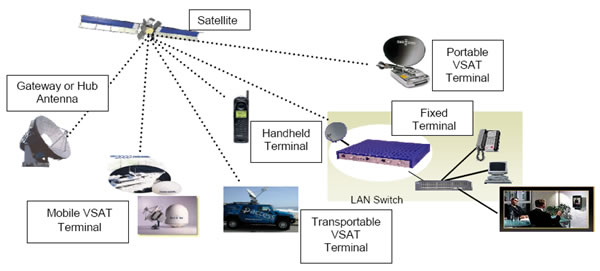 Satellite
Portable
VSAT
Terminal
Gateway or Hub
Antenna
Fixed
Terminal
Handheld
Terminal
LAN Switch
Mobile VSAT
Terminal
Transportable
VSAT
Terminal